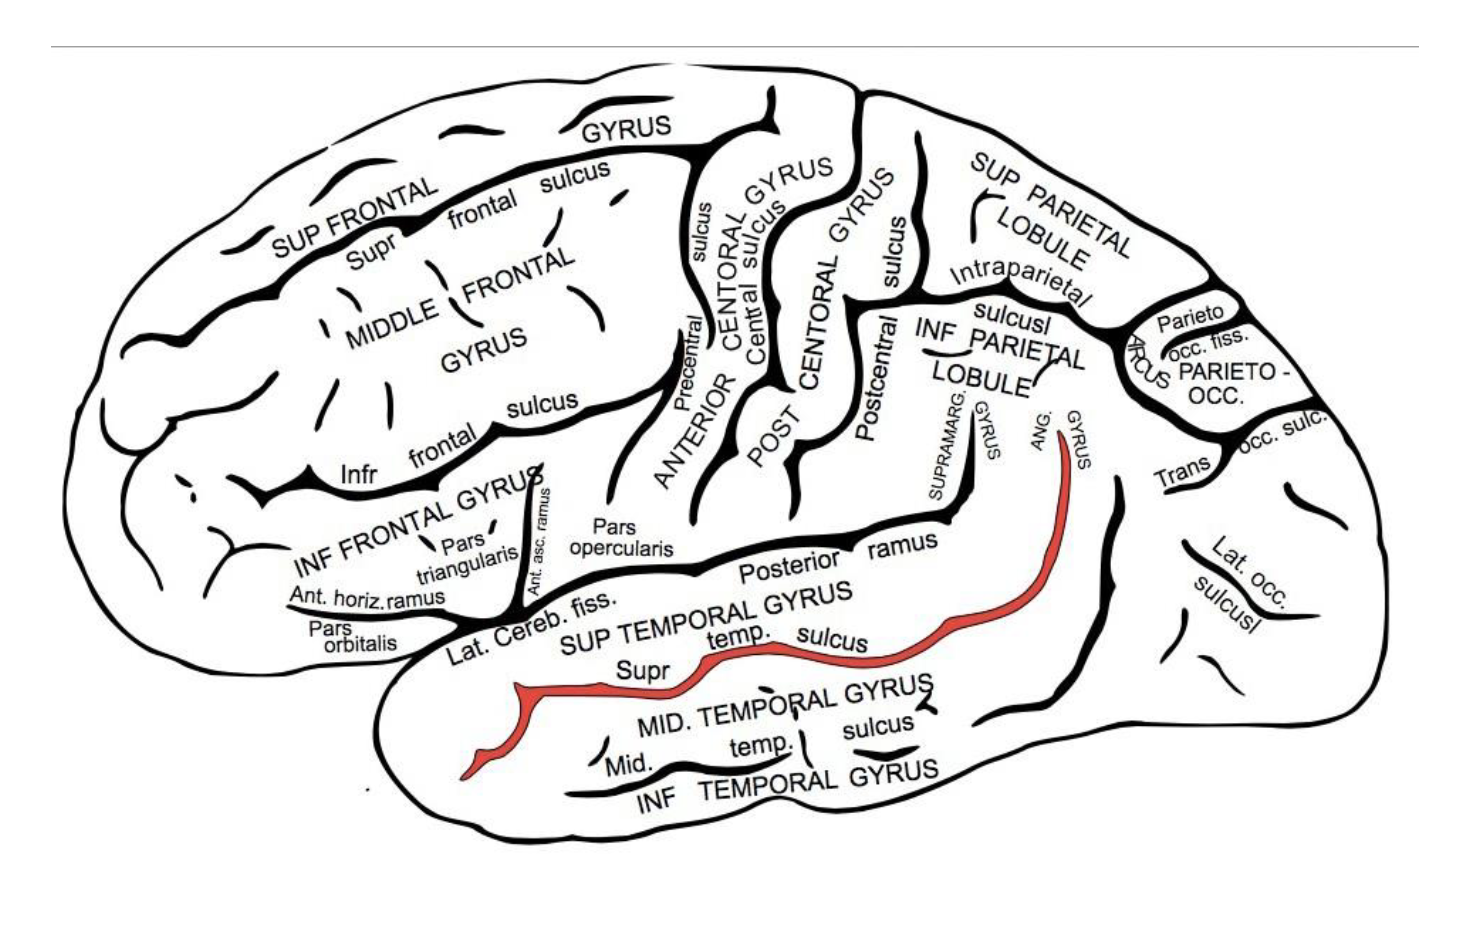 GYRUS
SUP FRONTAL
Supr frontal sulcus
MIDDLE FRONTAL
GYRUS
Infr frontal sulcus
INF FRONTAL GYRUS
Pars
triangularis
Ant. asc. ramus
Ant. horiz.ramus
Pars
orbitalis
Pars
opercularis
Precentral sulcus
ANTERIOR CENTORAL GYRUS
Central sulcus
POST CENTORAL GYRUS
Postcentral sulcus
SUP PARIETAL
LOBULE
Intraparietal
sulcusl
INF PARIETAL
LOBULE
SUPRAMARG.
GYRUS
ANG.
GYRUS
Parieto
occ. fiss.
ARCUS
PARIETO -
OCC.
Trans occ. sulc.
Lat. occ.
sulcusl
Lat. Cereb. fiss.
Posterior ramus
SUP TEMPORAL GYRUS
Supr temp. sulcus
MID. TEMPORAL GYRUS
Mid. temp. sulcus
INF TEMPORAL GYRUS